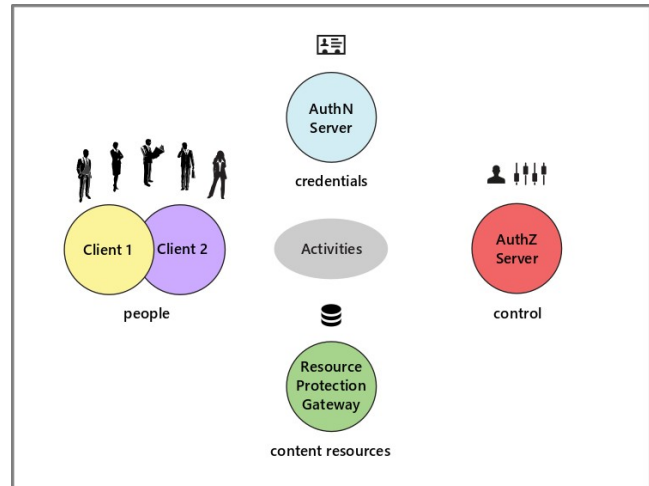 AuthN
Server
credentials
Client 1
Client 2
people
Activities
AuthZ
Server
control
Resource
Protection
Gateway
content resources